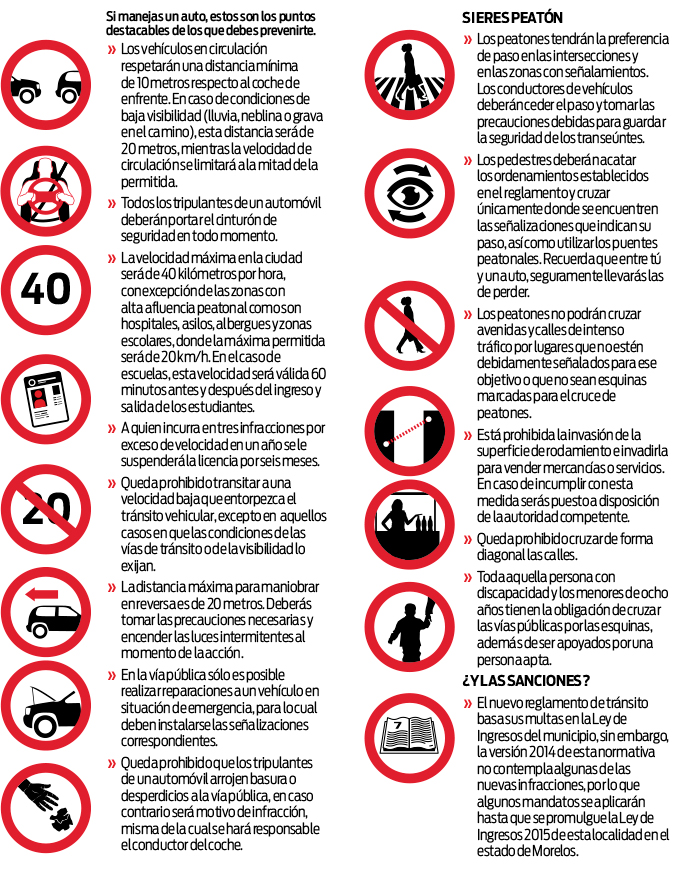 Si manejas un auto, estos son los puntos
destacables de los que debes prevenirte.
» Los vehículos en circulación
respetarán una distancia mínima
de 10 metros respecto al coche de
enfrente. En caso de condiciones de
baja visibilidad (lluvia, neblina o grava
en el camino), esta distancia será de
20 metros, mientras la velocidad de
circulación se limitará a la mitad de la
permitida.
» Todos los tripulantes de un automóvil
deberán portar el cinturón de
seguridad en todo momento.
40
» La velocidad máxima en la ciudad
será de 40 kilómetros por hora,
con excepción de las zonas con
alta afluencia peatonal como son
hospitales, asilos, albergues y zonas
escolares, donde la máxima permitida
será de 20 km/h. En el caso de
escuelas, esta velocidad será válida 60
minutos antes y después del ingreso y
salida de los estudiantes.
» A quien incurra en tres infracciones por
exceso de velocidad en un año se le
suspenderá la licencia por seis meses.
20
» Queda prohibido transitar a una
velocidad baja que entorpezca el
tránsito vehicular, excepto en aquellos
casos en que las condiciones de las
vías de tránsito o de la visibilidad lo
exijan.
» La distancia máxima para maniobrar
en reversa es de 20 metros. Deberás
tomar las precauciones necesarias y
encender las luces intermitentes al
momento de la acción.
» En la vía pública sólo es posible
realizar reparaciones a un vehículo en
situación de emergencia, para lo cual
deben instalarse las señalizaciones
correspondientes.
» Queda prohibido que los tripulantes
de un automóvil arrojen basura o
desperdicios a la vía pública, en caso
contrario será motivo de infracción,
misma de la cual se hará responsable
el conductor del coche.
SI ERES PEATÓN
» Los peatones tendrán la preferencia
de paso en las intersecciones y
en las zonas con señalamientos.
Los conductores de vehículos
deberán ceder el paso y tomar las
precauciones debidas para guardar
la seguridad de los transeúntes.
» Los pedestres deberán acatar
los ordenamientos establecidos
en el reglamento y cruzar
únicamente donde se encuentren
las señalizaciones que indican su
paso, así como utilizar los puentes
peatonales. Recuerda que entre tú
y un auto, seguramente llevarás las
de perder.
» Los peatones no podrán cruzar
avenidas y calles de intenso
tráfico por lugares que no estén
debidamente señalados para ese
objetivo o que no sean esquinas
marcadas para el cruce de
peatones.
» Está prohibida la invasión de la
superficie de rodamiento e invadirla
para vender mercancías o servicios.
En caso de incumplir con esta
medida serás puesto a disposición
de la autoridad competente.
» Queda prohibido cruzar de forma
diagonal las calles.
» Toda aquella persona con
discapacidad y los menores de ocho
años tienen la obligación de cruzar
las vías públicas por las esquinas,
además de ser apoyados por una
persona apta.
¿Y LAS SANCIONES?
7
» El nuevo reglamento de tránsito
basa sus multas en la Ley de
Ingresos del municipio, sin embargo,
la versión 2014 de esta normativa
no contempla algunas de las
nuevas infracciones, por lo que
algunos mandatos se aplicarán
hasta que se promulgue la Ley de
Ingresos 2015 de esta localidad en el
estado de Morelos.